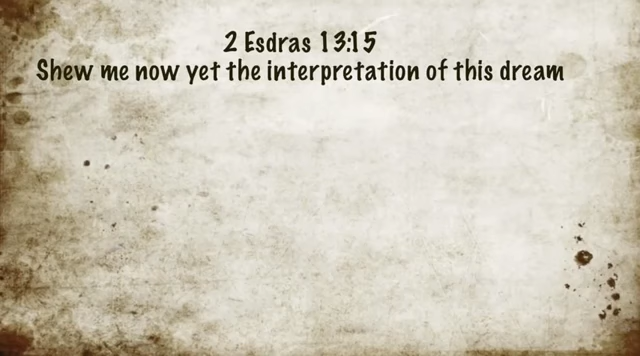 2 Esdras 13:15
Shew me now yet the interpretation of this dream